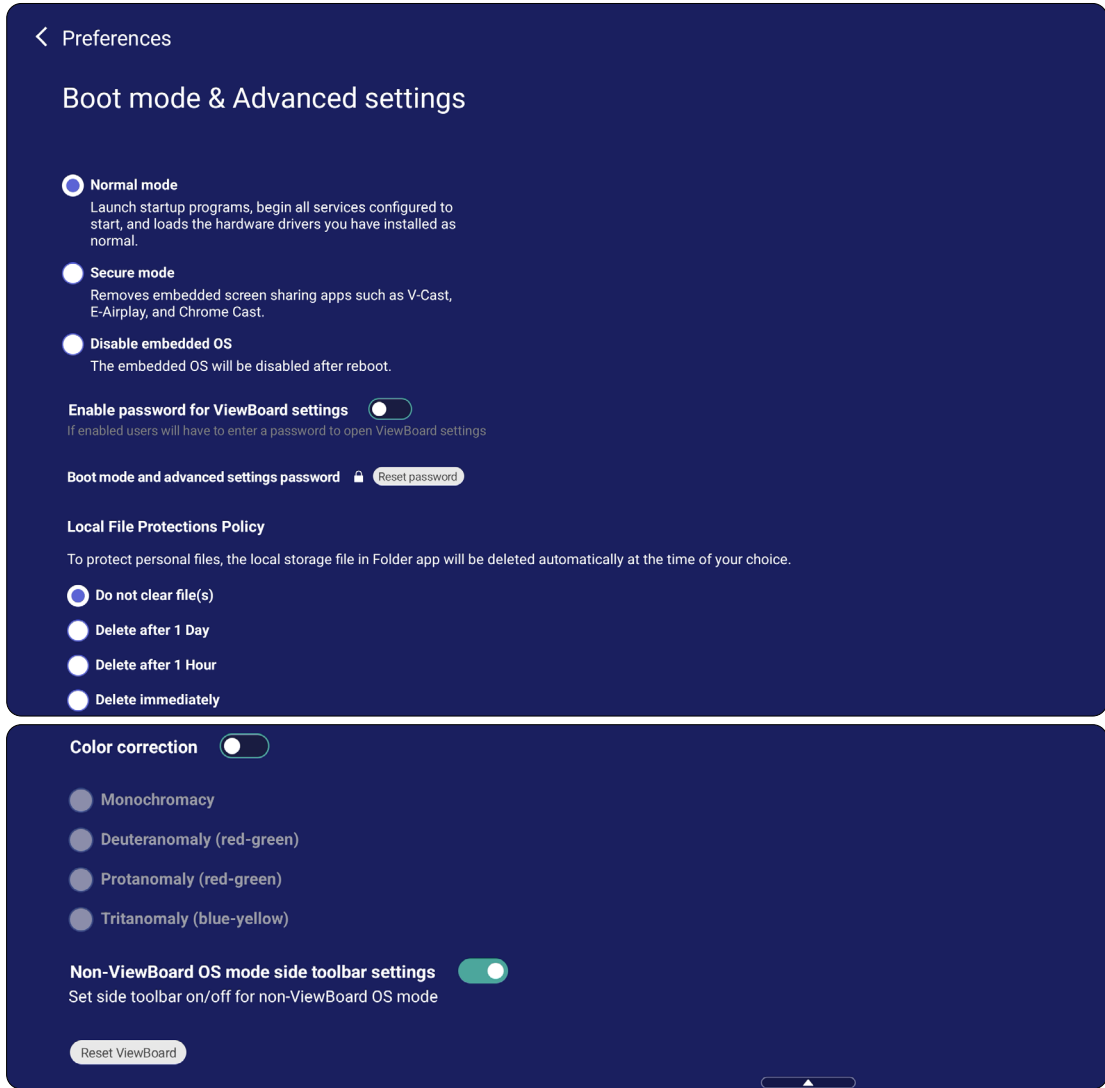 Preferences
Boot mode & Advanced settings
Normal mode
Launch startup programs, begin all services configured to
start, and loads the hardware drivers you have installed as
normal.
Secure mode
Removes embedded screen sharing apps such as V-Cast,
E-Airplay, and Chrome Cast.
Disable embedded OS
The embedded OS will be disabled after reboot.
Enable password for ViewBoard settings
If enabled users will have to enter a password to open ViewBoard settings
Boot mode and advanced settings password Reset password
Local File Protections Policy
To protect personal files, the local storage file in Folder app will be deleted automatically at the time of your choice.
Do not clear file(s)
Delete after 1 Day
Delete after 1 Hour
Delete immediately
Color correction
Monochromacy
Deuteranomaly (red-green)
Protanomaly (red-green)
Tritanomaly (blue-yellow)
Non-ViewBoard OS mode side toolbar settings
Set side toolbar on/off for non-ViewBoard OS mode
Reset ViewBoard